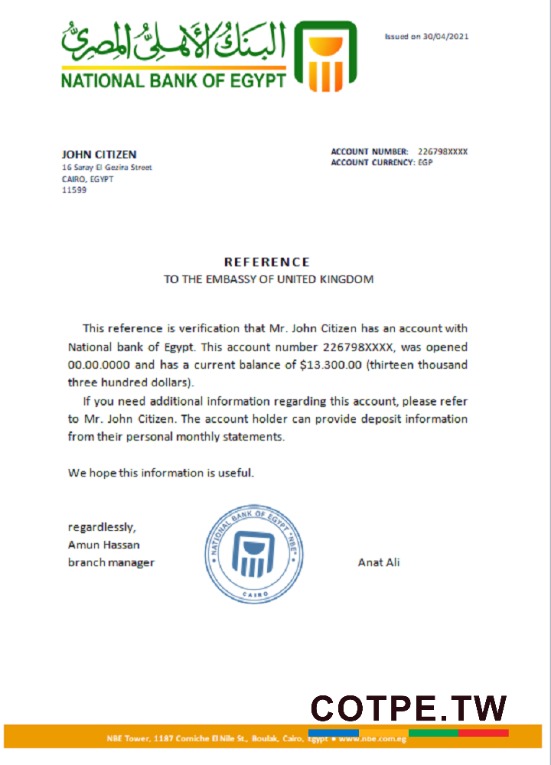 البنك الأهلي المصري
NATIONAL BANK OF EGYPT
Issued on 30/04/2021
JOHN CITIZEN
16 Saray El Gezira Street
CAIRO, EGYPT
11599
ACCOUNT NUMBER: 226798XXXX
ACCOUNT CURRENCY: EGP
REFERENCE
TO THE EMBASSY OF UNITED KINGDOM
This reference is verification that Mr. John Citizen has an account with
National bank of Egypt. This account number 226798XXXX, was opened
00.00.0000 and has a current balance of $13.300.00 (thirteen thousand
three hundred dollars).
If you need additional information regarding this account, please refer
to Mr. John Citizen. The account holder can provide deposit information
from their personal monthly statements.
We hope this information is useful.
regardlessly,
Amun Hassan
branch manager
NATIONAL BANK OF EGYPT "NBE"
CAIRO
Anat Ali
COTPE.TW
NBE Tower, 1187 Corniche El Nile St., Boulak, Cairo, Egypt • www.nbe.com.eg